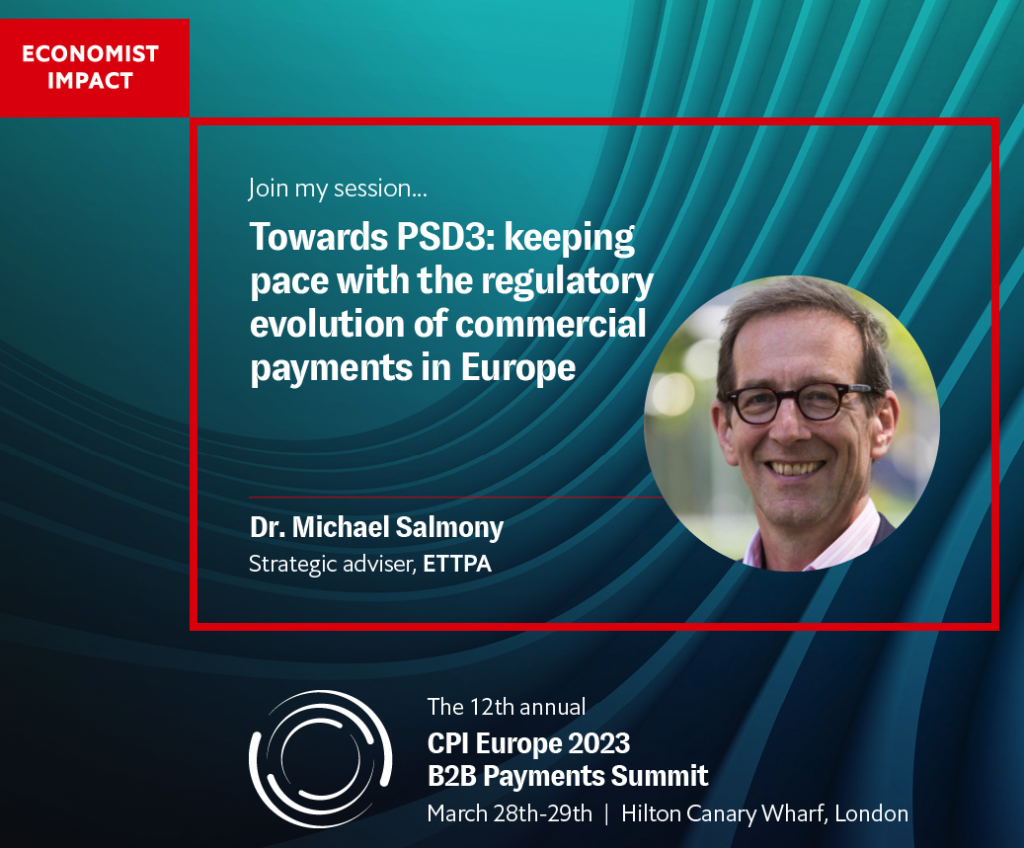 ECONOMIST
IMPACT
Join my session...
Towards PSD3: keeping
pace with the regulatory
evolution of commercial
payments in Europe
Dr. Michael Salmony
Strategic adviser, ETTPA
The 12th annual
CPI Europe 2023
B2B Payments Summit
March 28th-29th | Hilton Canary Wharf, London